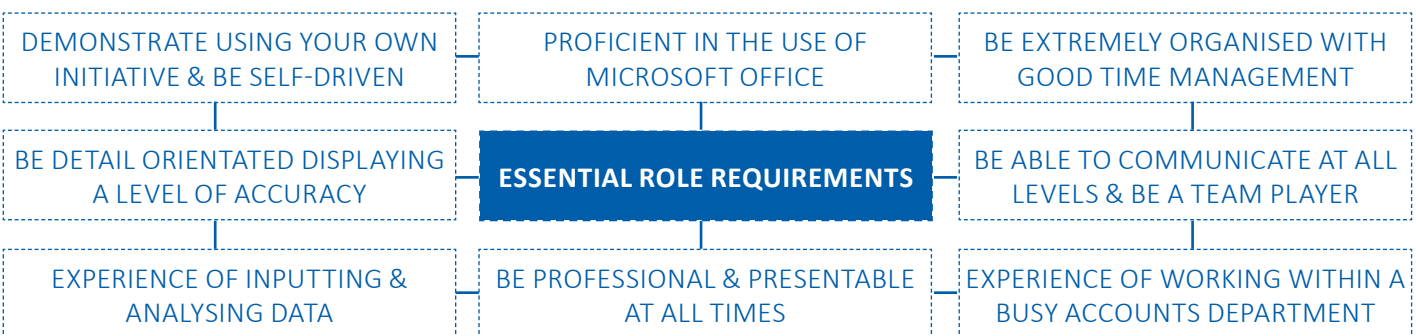 DEMONSTRATE USING YOUR OWN
INITIATIVE & BE SELF-DRIVEN
PROFICIENT IN THE USE OF
MICROSOFT OFFICE
BE EXTREMELY ORGANISED WITH
GOOD TIME MANAGEMENT
BE DETAIL ORIENTATED DISPLAYING
A LEVEL OF ACCURACY
ESSENTIAL ROLE REQUIREMENTS
BE ABLE TO COMMUNICATE AT ALL
LEVELS & BE A TEAM PLAYER
EXPERIENCE OF INPUTTING &
ANALYSING DATA
BE PROFESSIONAL & PRESENTABLE
AT ALL TIMES
EXPERIENCE OF WORKING WITHIN A
BUSY ACCOUNTS DEPARTMENT